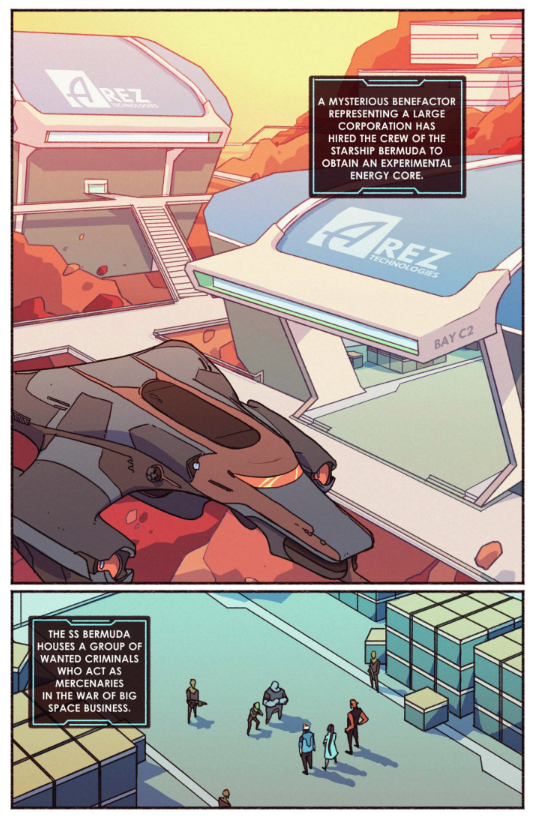 AREZ
TECHNOLOGIES
A MYSTERIOUS BENEFACTOR
REPRESENTING A LARGE
CORPORATION HAS
HIRED THE CREW OF THE
STARSHIP BERMUDA TO
OBTAIN AN EXPERIMENTAL
ENERGY CORE.
AREZ
TECHNOLOGIES
BAY C2
THE SS BERMUDA
HOUSES A GROUP OF
WANTED CRIMINALS
WHO ACT AS
MERCENARIES
IN THE WAR OF BIG
SPACE BUSINESS.